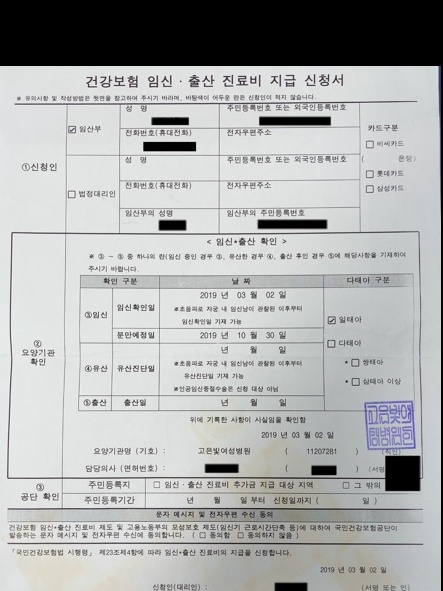 건강보험 임신·출산 진료비 지급 신청서
※ 유의사항 및 작성방법은 뒷면을 참고하여 주시기 바라며, 바탕색이 어두운 란은 신청인이 적지 않습니다.
①신청인
☑ 임산부
성 명
주민등록번호 또는 외국인등록번호
전화번호(휴대전화)
전자우편주소
카드구분
□ 비씨카드
( 은행)
□ 롯데카드
□ 삼성카드
□ 법정대리인
성 명
주민등록번호 또는 외국인등록번호
전화번호(휴대전화)
전자우편주소
임산부의 성명
임산부의 주민등록번호
②
요양기관
확인
< 임신*출산 확인 >
※ ③ ~ ⑤ 중 하나의 란(임신 중인 경우 ③, 유산한 경우 ④, 출산 후인 경우 ⑤에 해당사항을 기재하여
주시기 바랍니다.
확인 구분
날 짜
다태아 구분
③임신
임신확인일
2019 년 03 월 02 일
※초음파로 자궁 내 임신낭이 관찰된 이후부터
임신확인일 기재 가능
분만예정일
2019 년 10 월 30 일
☑ 일태아
□ 다태아
* □ 쌍태아
* □ 삼태아 이상
④유산
유산진단일
년 월 일
※초음파로 자궁 내 임신낭이 관찰된 이후부터
유산진단일 기재 가능
※인공임신중절수술은 신청 대상 아님
⑤출산
출산일
년 월 일
위에 기록한 사항이 사실임을 확인함
2019 년 03 월 02 일
요양기관명 (기호) : 고은빛여성병원 ( 11207281 ) (직인)
담당의사 (면허번호) : ( ) (서명
③
공단 확인
주민등록지
□ 임신·출산 진료비 추가금 지급 대상 지역
□ 그 밖의
주민등록기간
년 월 일 부터 신청일까지 ( 일 )
문자 메시지 및 전자우편 수신 동의
건강보험 임신*출산 진료비 제도 및 고용노동부의 모성보호 제도(임신기 근로시간단축 등)에 대하여 국민건강보험공단이
발송하는 문자 메시지 및 전자우편 수신에 동의합니다. ( □ 동의함 □ 동의하지 않음 )
「국민건강보험법 시행령」 제23조제4항에 따라 임신*출산 진료비의 지급을 신청합니다.
2019 년 03 월 02 일
신청인(대리인) : (서명 또는 인)